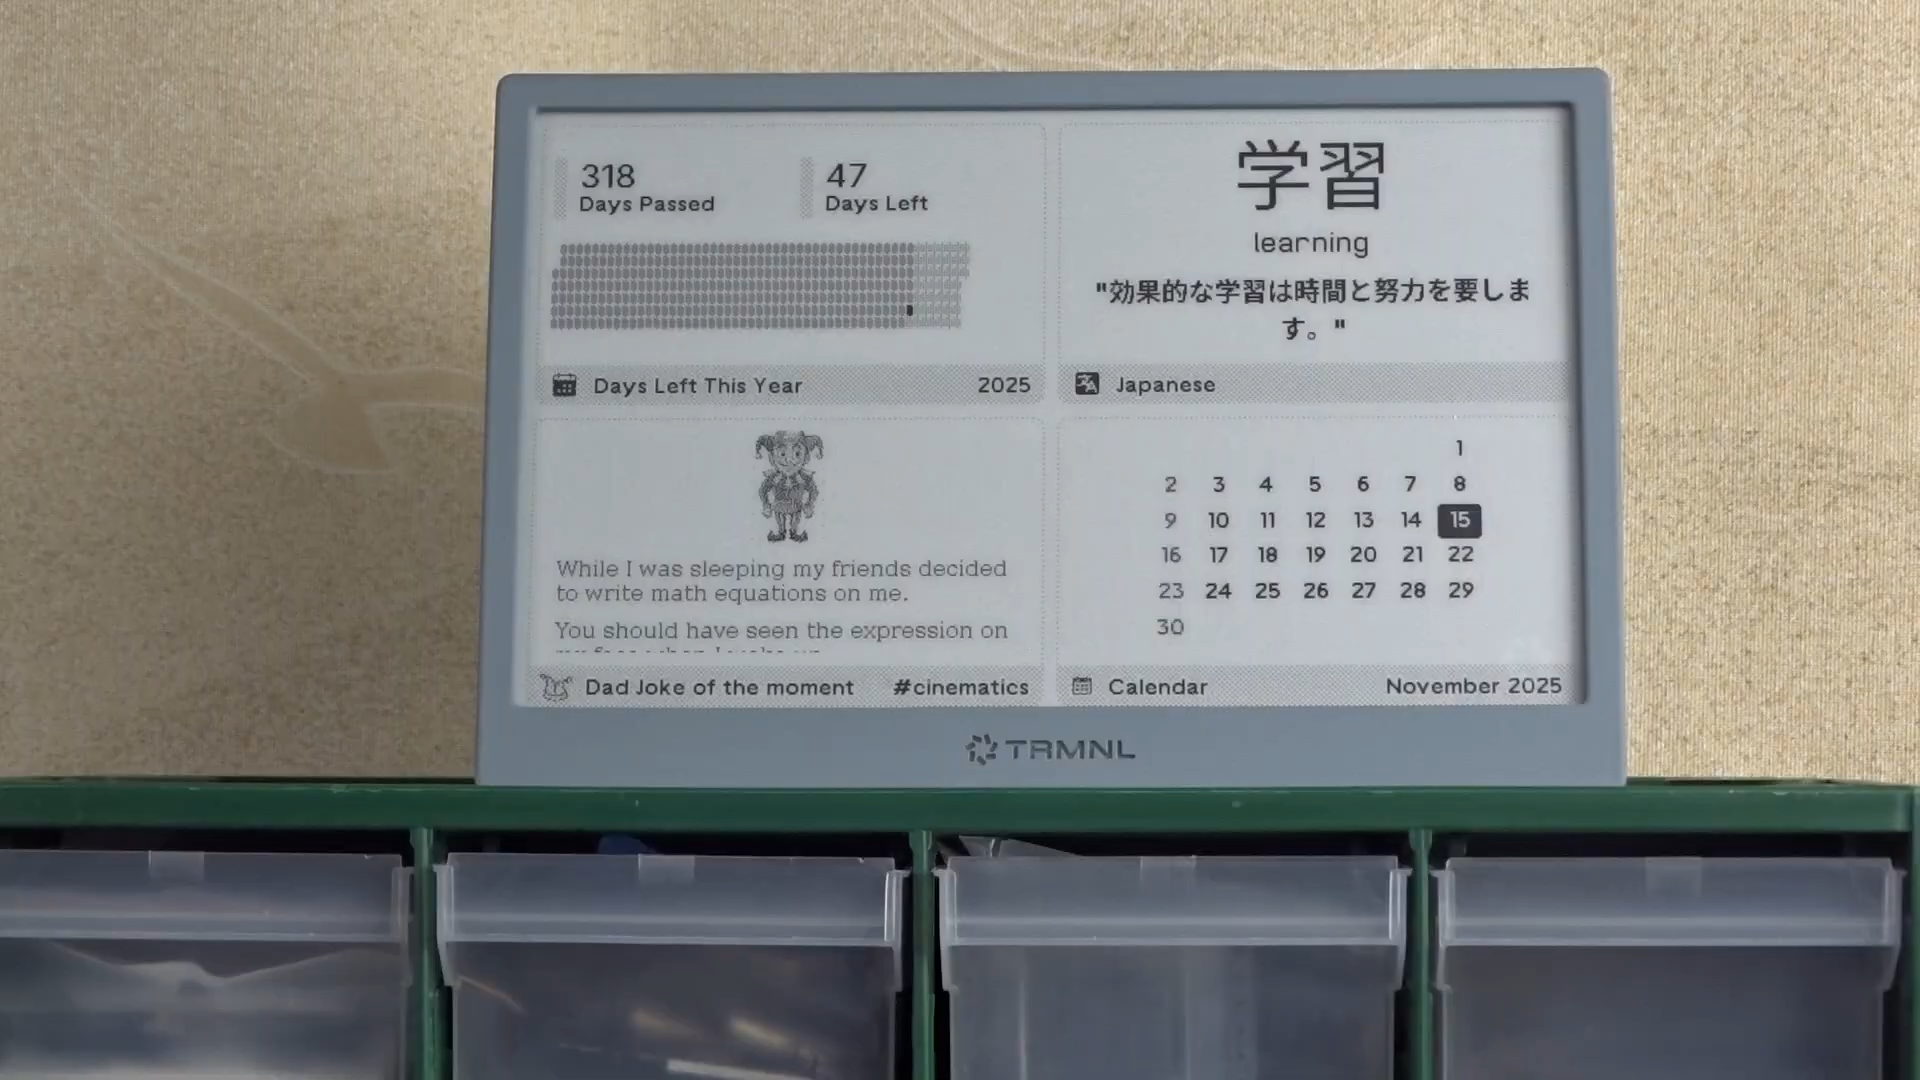 318
Days Passed
47
Days Left
Days Left This Year
2025
学習
learning
"効果的な学習は時間と努力を要しま
す。"
Japanese
While I was sleeping my friends decided
to write math equations on me.
You should have seen the expression on
Dad Joke of the moment
#cinematics
1
2 3 4 5 6 7 8
9 10 11 12 13 14 15
16 17 18 19 20 21 22
23 24 25 26 27 28 29
30
Calendar
November 2025
TRMNL